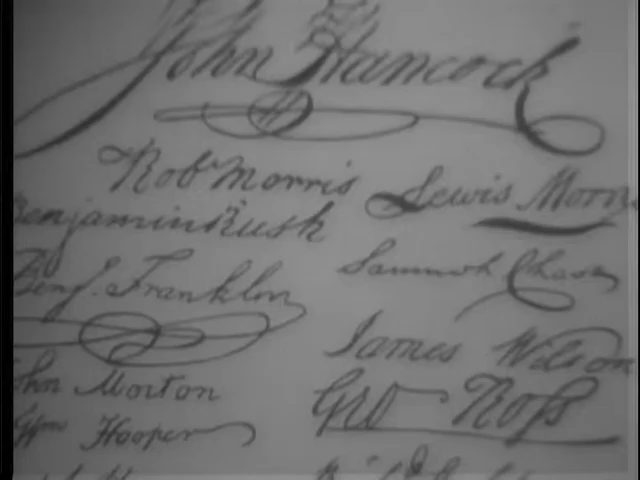 John Hancock
Rob Morris
Lewis Morris
Benjamin Rush
Benj. Franklin
Samuel Chase
James Wilson
John Morton
Geo Ross
Wm Hooper